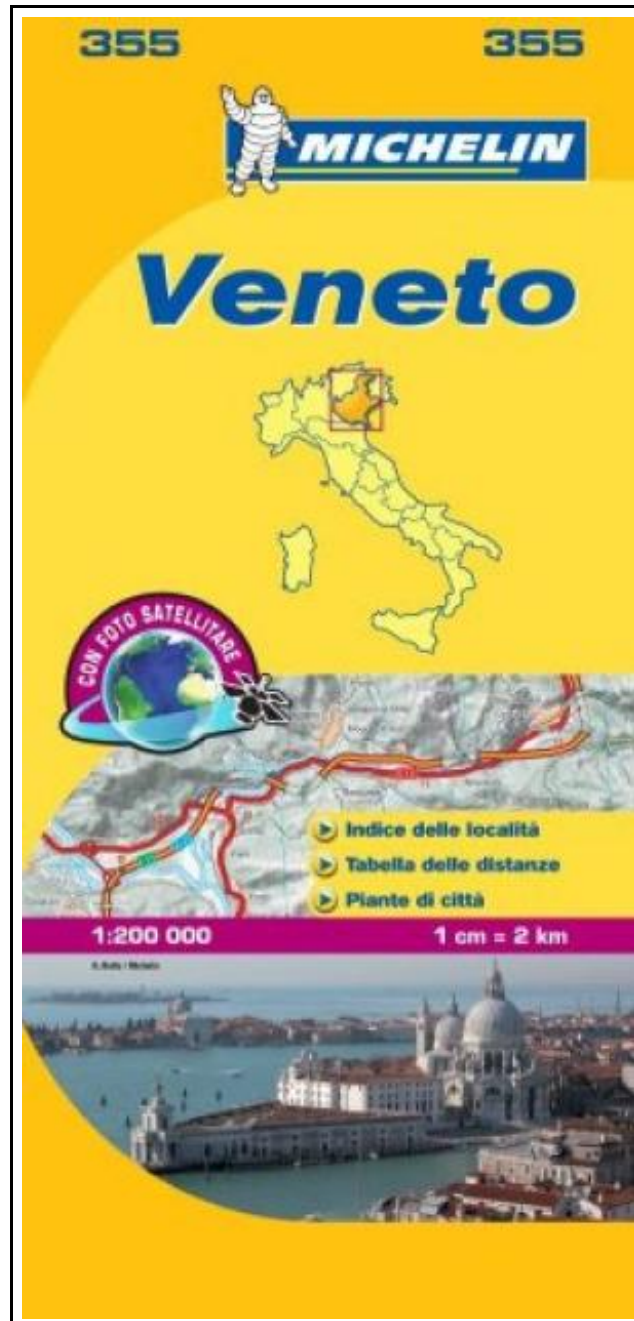 355 355
MICHELIN
Veneto
CON FOTO SATELLITARE
Indice delle località
Tabella delle distanze
Piante di città
1:200 000 1 cm = 2 km